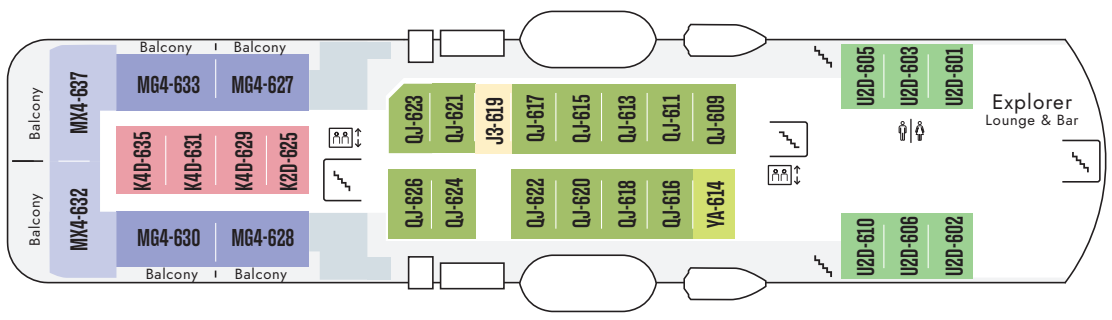 Balcony
Balcony
Balcony
Balcony
Balcony
Balcony
MX4-637
MX4-632
MG4-633
MG4-627
K4D-635
K4D-631
K4D-629
K2D-625
MG4-630
MG4-628
QJ-623
QJ-621
J3-619
QJ-617
QJ-615
QJ-613
QJ-611
QJ-609
QJ-626
QJ-624
QJ-622
QJ-620
QJ-618
QJ-616
YA-614
U2D-605
U2D-603
U2D-601
U2D-610
U2D-606
U2D-602
Explorer
Lounge & Bar